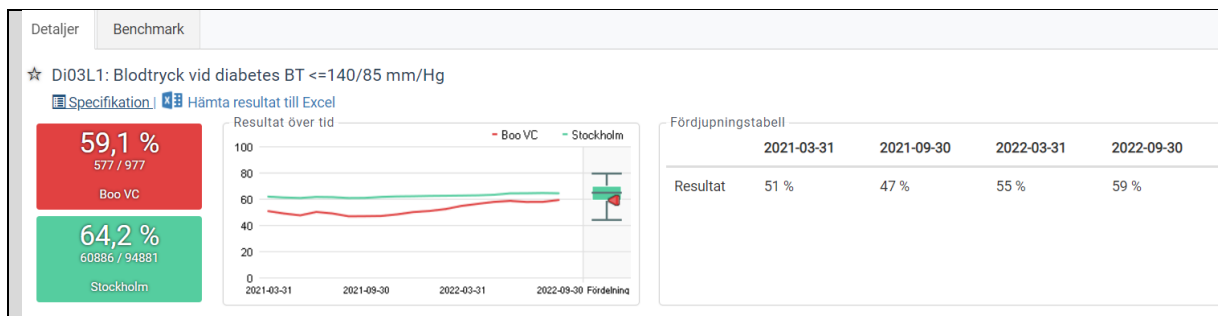 Detaljer Benchmark
☆ Di03L1: Blodtryck vid diabetes BT <=140/85 mm/Hg
Specifikation | Hämta resultat till Excel
59,1 %
577 / 977
Boo VC
64,2 %
60886 / 94881
Stockholm
Resultat över tid
Boo VC Stockholm
100
80
60
40
20
0
2021-03-31 2021-09-30 2022-03-31 2022-09-30 Fördelning
Fördjupningstabell
2021-03-31 2021-09-30 2022-03-31 2022-09-30
Resultat 51 % 47 % 55 % 59 %